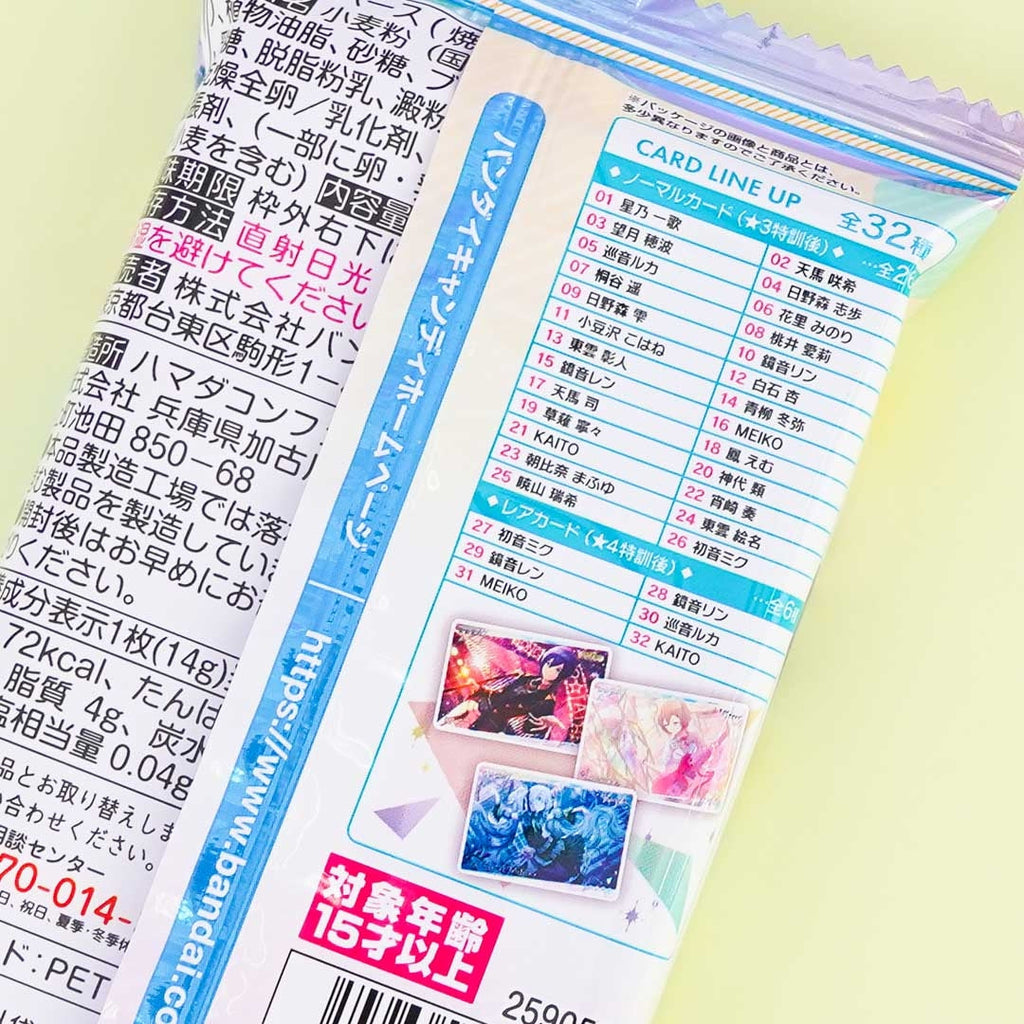 小麦粉
植物油脂、砂糖、
糖、脱脂粉乳、澱粉
燥全卵／乳化剤、
張剤、(一部に卵・
麦を含む) 内容量
味期限 枠外右下に
存方法 直射日光
湿を避けてください
売者 株式会社バン
京都台東区駒形1-
造所 ハマダコンフ
式会社 兵庫県加古川
町池田850-68
本品製造工場では落
む製品を製造してい
開封後はお早めにお
ください。
成分表示1枚(14g)
72kcal、たんぱ
脂質 4g、炭水
塩相当量 0.04g
品とお取り替えしま
い合わせください。
相談センター
70-014-
日、祝日、夏季・冬季休
ド:PET
バンダイキャンディホームページ
https://www.bandai.co
※パッケージの画像と商品とは、
多少異なりますのでご了承ください。
CARD LINE UP 全32種
◆ノーマルカード(★3特訓後)◆ …全26
01 星乃 一歌
02 天馬 咲希
03 望月 穂波
04 日野森 志歩
05 巡音ルカ
06 花里 みのり
07 桐谷 遥
08 桃井 愛莉
09 日野森 雫
10 鏡音リン
11 小豆沢 こはね
12 白石 杏
13 東雲 彰人
14 青柳 冬弥
15 鏡音レン
16 MEIKO
17 天馬 司
18 鳳 えむ
19 草薙 寧々
20 神代 類
21 KAITO
22 宵崎 奏
23 朝比奈 まふゆ
24 東雲 絵名
25 暁山 瑞希
26 初音ミク
◆レアカード(★4特訓後)◆ …全6種
27 初音ミク
28 鏡音リン
29 鏡音レン
30 巡音ルカ
31 MEIKO
32 KAITO
対象年齢
15才以上
25905